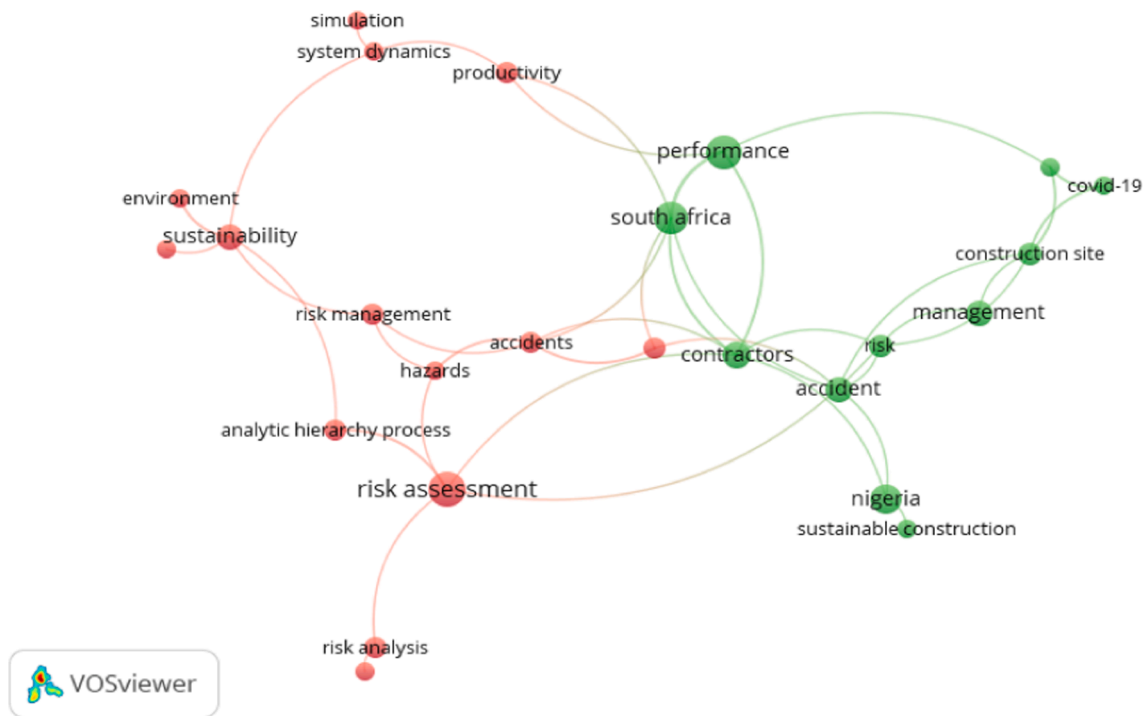 simulation
system dynamics
productivity
performance
covid-19
environment
south africa
sustainability
construction site
risk management
management
accidents
risk
contractors
hazards
accident
analytic hierarchy process
risk assessment
nigeria
sustainable construction
risk analysis
VOSviewer